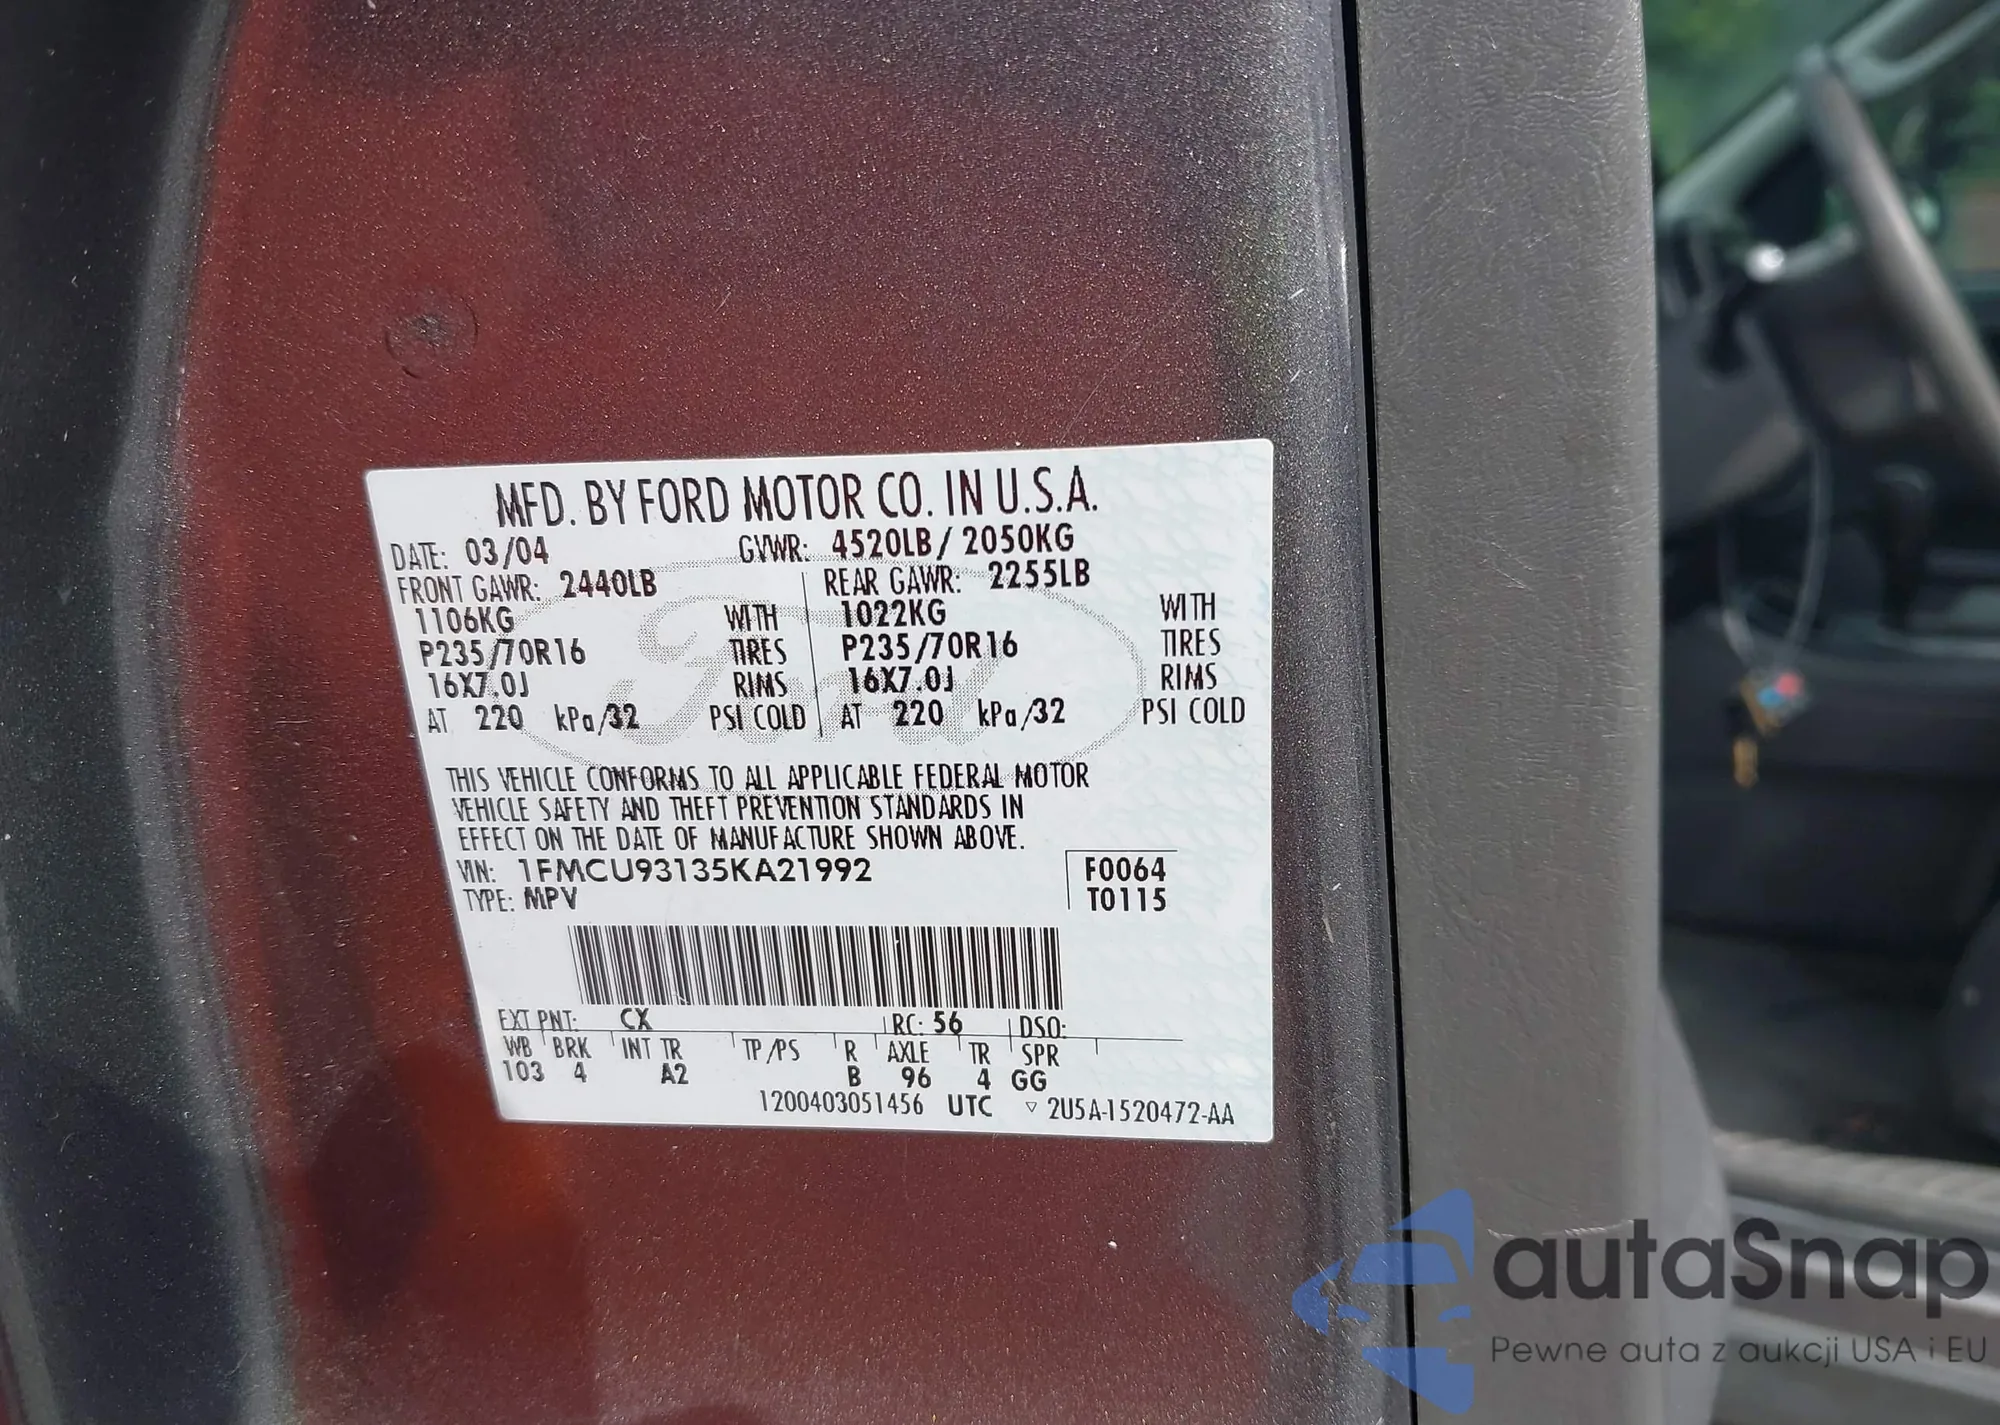 MFD. BY FORD MOTOR CO. IN U.S.A.
DATE: 03/04 GVWR: 4520LB / 2050KG
FRONT GAWR: 2440LB REAR GAWR: 2255LB
1106KG WITH 1022KG WITH
P235/70R16 TIRES P235/70R16 TIRES
16X7.0J RIMS 16X7.0J RIMS
AT 220 kPa/32 PSI COLD AT 220 kPa/32 PSI COLD
Ford
THIS VEHICLE CONFORMS TO ALL APPLICABLE FEDERAL MOTOR
VEHICLE SAFETY AND THEFT PREVENTION STANDARDS IN
EFFECT ON THE DATE OF MANUFACTURE SHOWN ABOVE.
VIN: 1FMCU93135KA21992 F0064
TYPE: MPV T0115
EXT PNT: CX RC: 56 DSO:
WB BRK INT TR TP/PS R AXLE TR SPR
103 4 A2 B 96 4 GG
1200403051456 UTC ▽ 2U5A-1520472-AA
autaSnap
Pewne auta z aukcji USA i EU